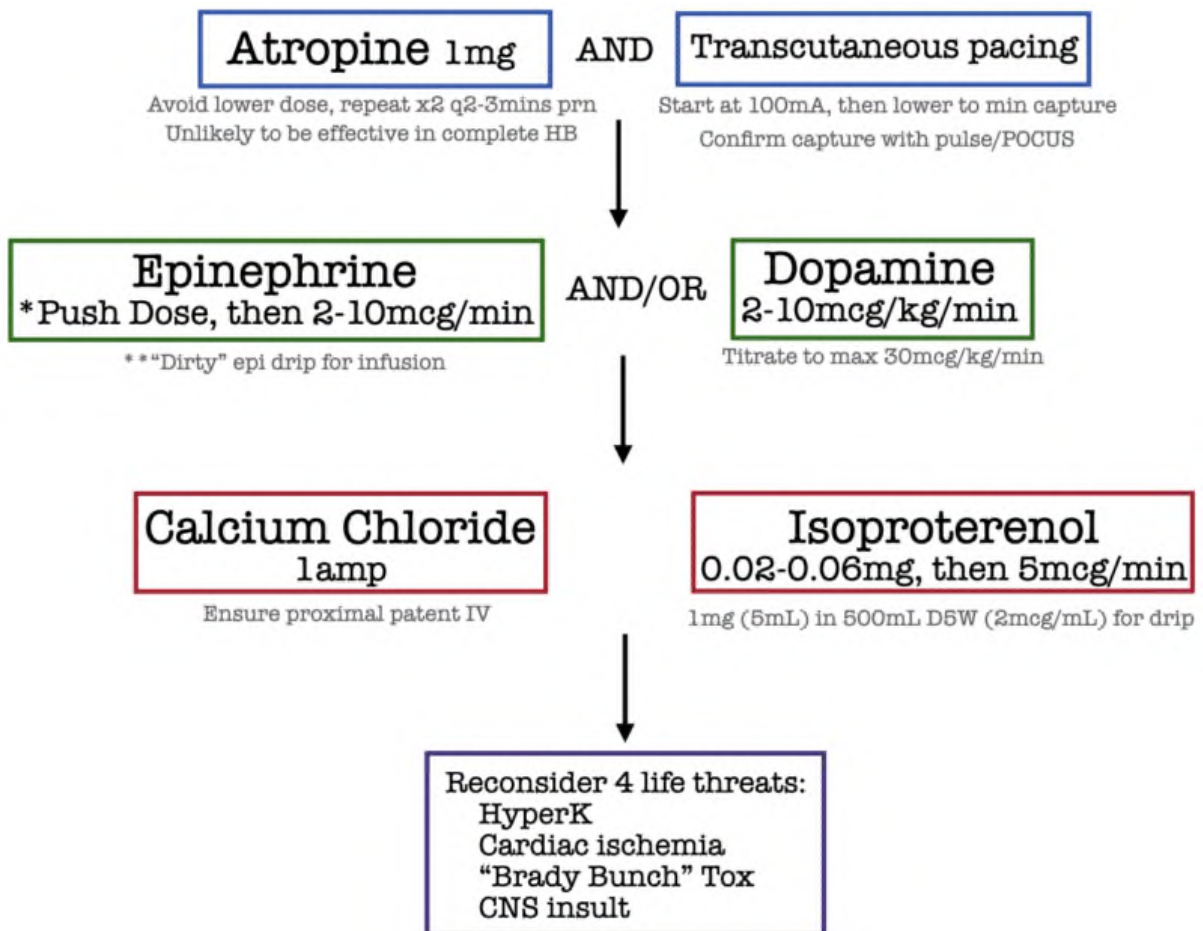 Atropine 1mg AND Transcutaneous pacing
Avoid lower dose, repeat x2 q2-3mins prn
Unlikely to be effective in complete HB
Start at 100mA, then lower to min capture
Confirm capture with pulse/POCUS
Epinephrine
*Push Dose, then 2-10mcg/min
**"Dirty" epi drip for infusion
AND/OR
Dopamine
2-10mcg/kg/min
Titrate to max 30mcg/kg/min
Calcium Chloride
1amp
Ensure proximal patent IV
Isoproterenol
0.02-0.06mg, then 5mcg/min
1mg (5mL) in 500mL D5W (2mcg/mL) for drip
Reconsider 4 life threats:
HyperK
Cardiac ischemia
"Brady Bunch" Tox
CNS insult